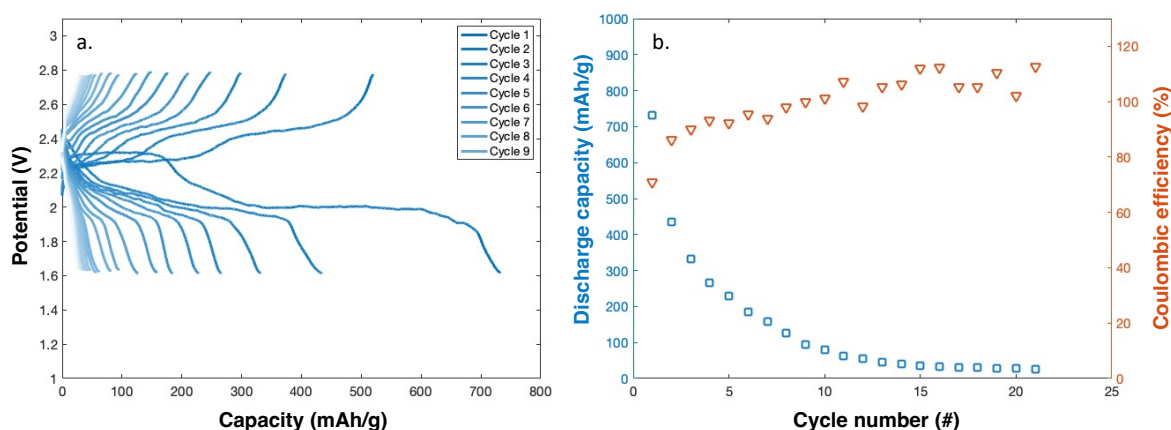 a.
Potential (V)
3
2.8
2.6
2.4
2.2
2
1.8
1.6
1.4
1.2
1
0
100
200
300
400
500
600
700
800
Capacity (mAh/g)
Cycle 1
Cycle 2
Cycle 3
Cycle 4
Cycle 5
Cycle 6
Cycle 7
Cycle 8
Cycle 9
b.
Discharge capacity (mAh/g)
1000
900
800
700
600
500
400
300
200
100
0
0
5
10
15
20
25
Cycle number (#)
120
100
80
60
40
20
0
Coulombic efficiency (%)